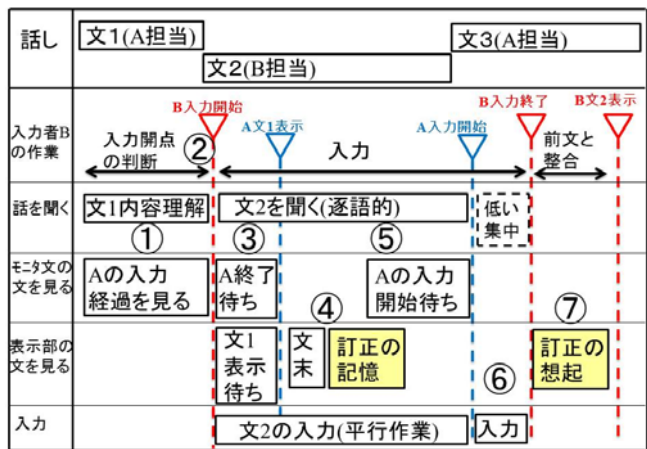 話し
文1(A担当)
文2(B担当)
文3(A担当)
B入力開始
A文1表示
A入力開始
B入力終了
B文2表示
入力者B
の作業
入力開点
の判断
②
入力
前文と
整合
話を聞く
文1内容理解
文2を聞く(逐語的)
低い
集中
①
③
⑤
モニタ文の
文を見る
Aの入力
経過を見る
A終了
待ち
Aの入力
開始待ち
④
⑦
表示部の
文を見る
文1
表示
待ち
文
末
訂正の
記憶
⑥
訂正の
想起
入力
文2の入力(平行作業)
入力